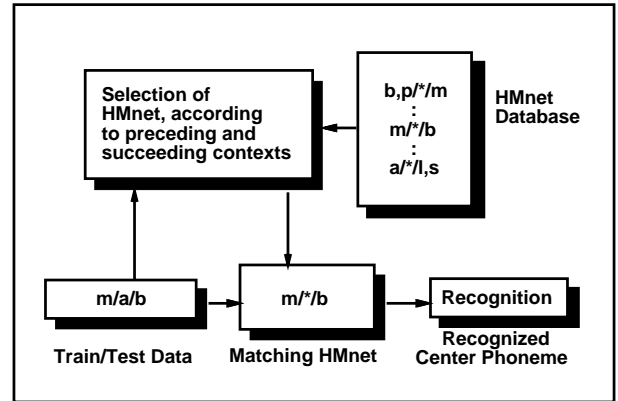 Selection of
HMnet, according
to preceding and
succeeding contexts
b,p/*/m
:
m/*/b
:
a/*/l,s
HMnet
Database
m/a/b
Train/Test Data
m/*/b
Matching HMnet
Recognition
Recognized
Center Phoneme